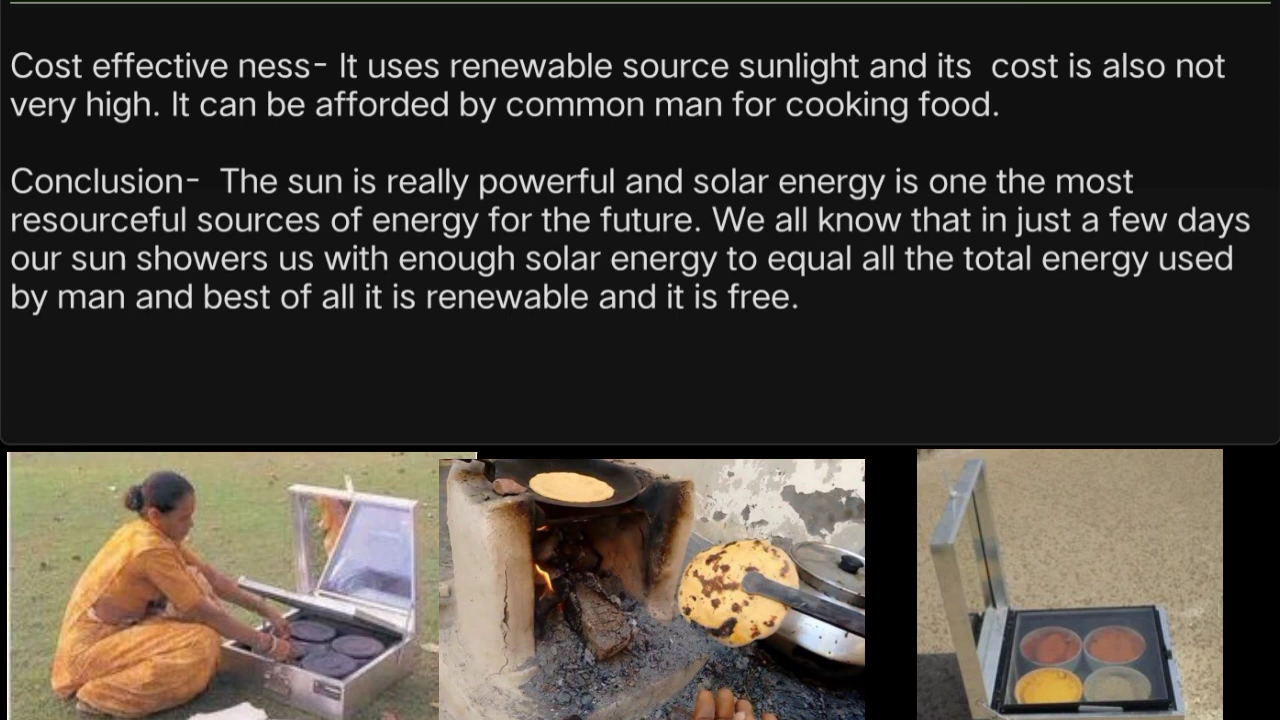 Cost effective ness- It uses renewable source sunlight and its  cost is also not
very high. It can be afforded by common man for cooking food.
Conclusion-  The sun is really powerful and solar energy is one the most
resourceful sources of energy for the future. We all know that in just a few days
our sun showers us with enough solar energy to equal all the total energy used
by man and best of all it is renewable and it is free.